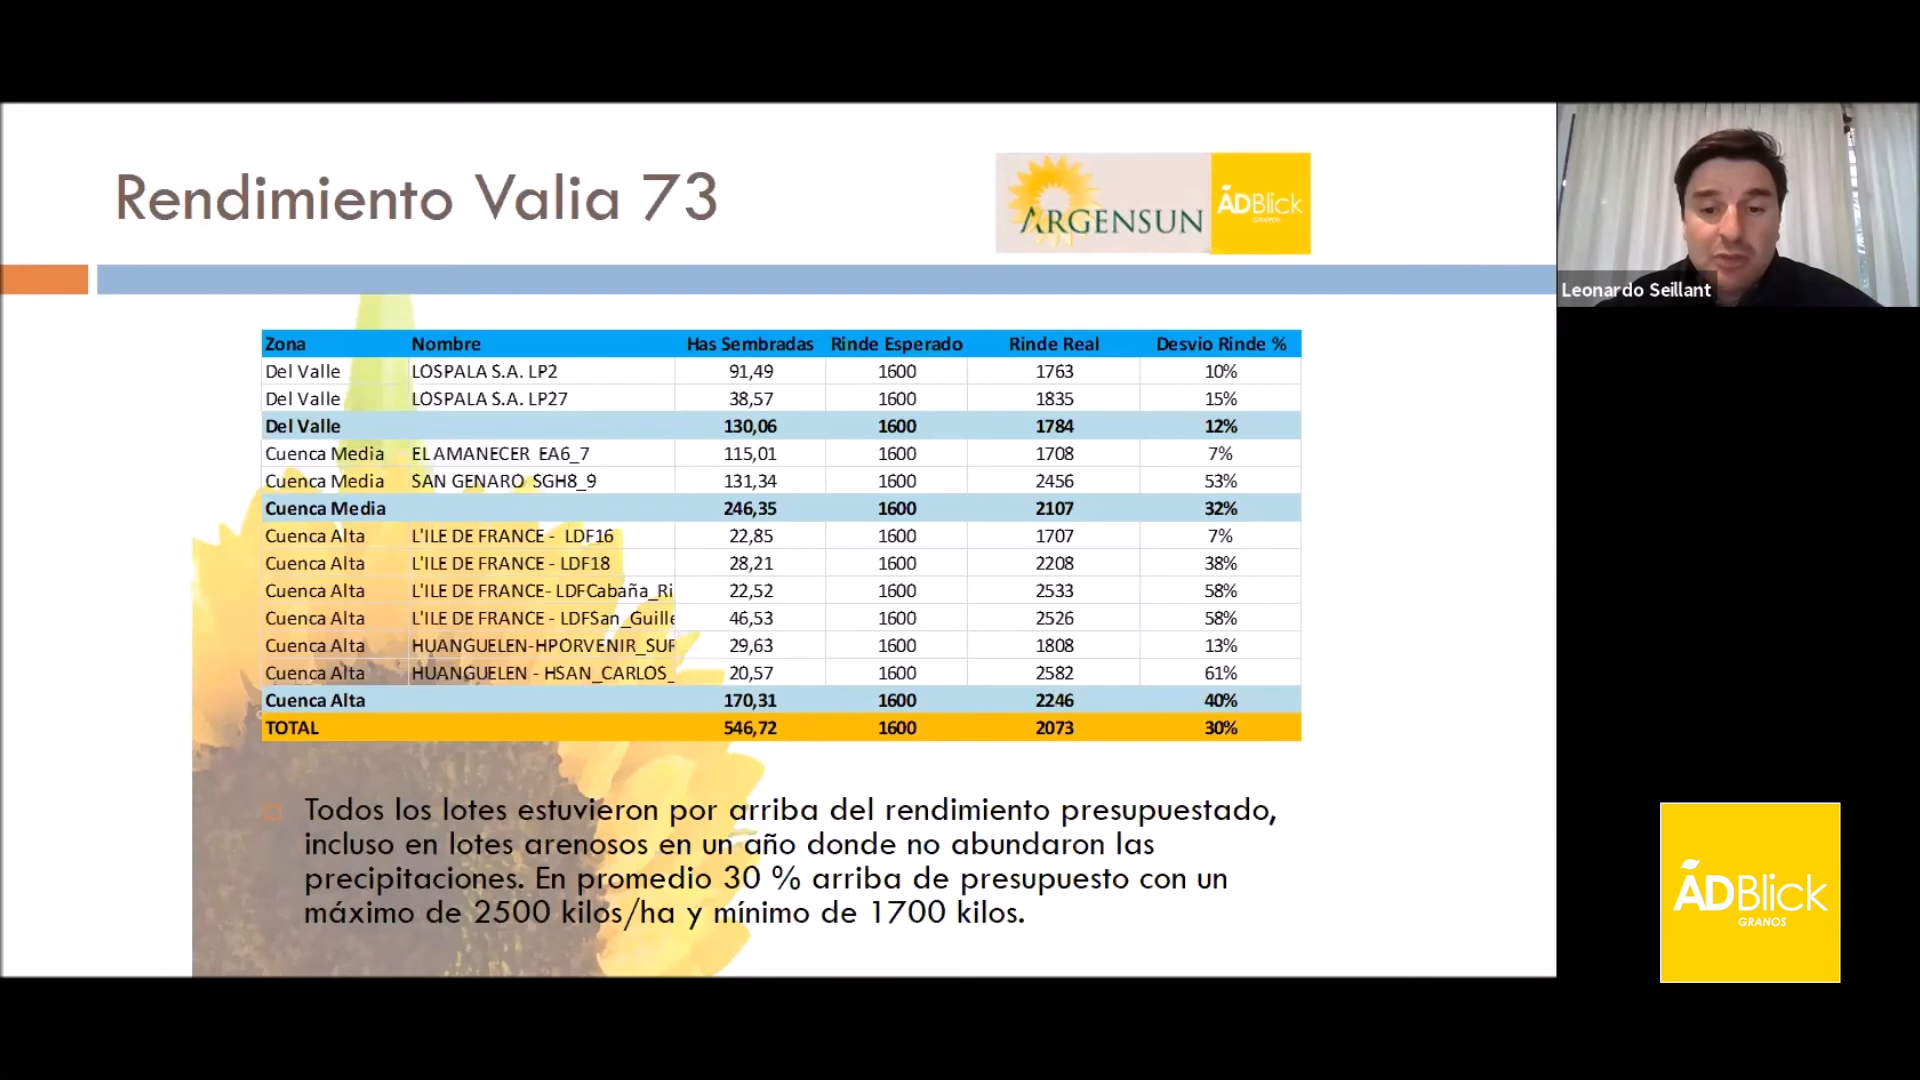 Rendimiento Valia 73
ARGENSUN
ÁDBlick
Leonardo Seillant
Zona Nombre Has Sembradas Rinde Esperado Rinde Real Desvio Rinde %
Del Valle LOSPALA S.A. LP2 91,49 1600 1763 10%
Del Valle LOSPALA S.A. LP27 38,57 1600 1835 15%
Del Valle 130,06 1600 1784 12%
Cuenca Media EL AMANECER EA6_7 115,01 1600 1708 7%
Cuenca Media SAN GENARO SGH8_9 131,34 1600 2456 53%
Cuenca Media 246,35 1600 2107 32%
Cuenca Alta L'ILE DE FRANCE - LDF16 22,85 1600 1707 7%
Cuenca Alta L'ILE DE FRANCE - LDF18 28,21 1600 2208 38%
Cuenca Alta L'ILE DE FRANCE- LDFCabaña_Ri 22,52 1600 2533 58%
Cuenca Alta L'ILE DE FRANCE - LDFSan_Guille 46,53 1600 2526 58%
Cuenca Alta HUANGUELEN-HPORVENIR_SUR 29,63 1600 1808 13%
Cuenca Alta HUANGUELEN - HSAN_CARLOS_ 20,57 1600 2582 61%
Cuenca Alta 170,31 1600 2246 40%
TOTAL 546,72 1600 2073 30%
Todos los lotes estuvieron por arriba del rendimiento presupuestado,
incluso en lotes arenosos en un año donde no abundaron las
precipitaciones. En promedio 30 % arriba de presupuesto con un
máximo de 2500 kilos/ha y mínimo de 1700 kilos.
ÁDBlick
GRANOS